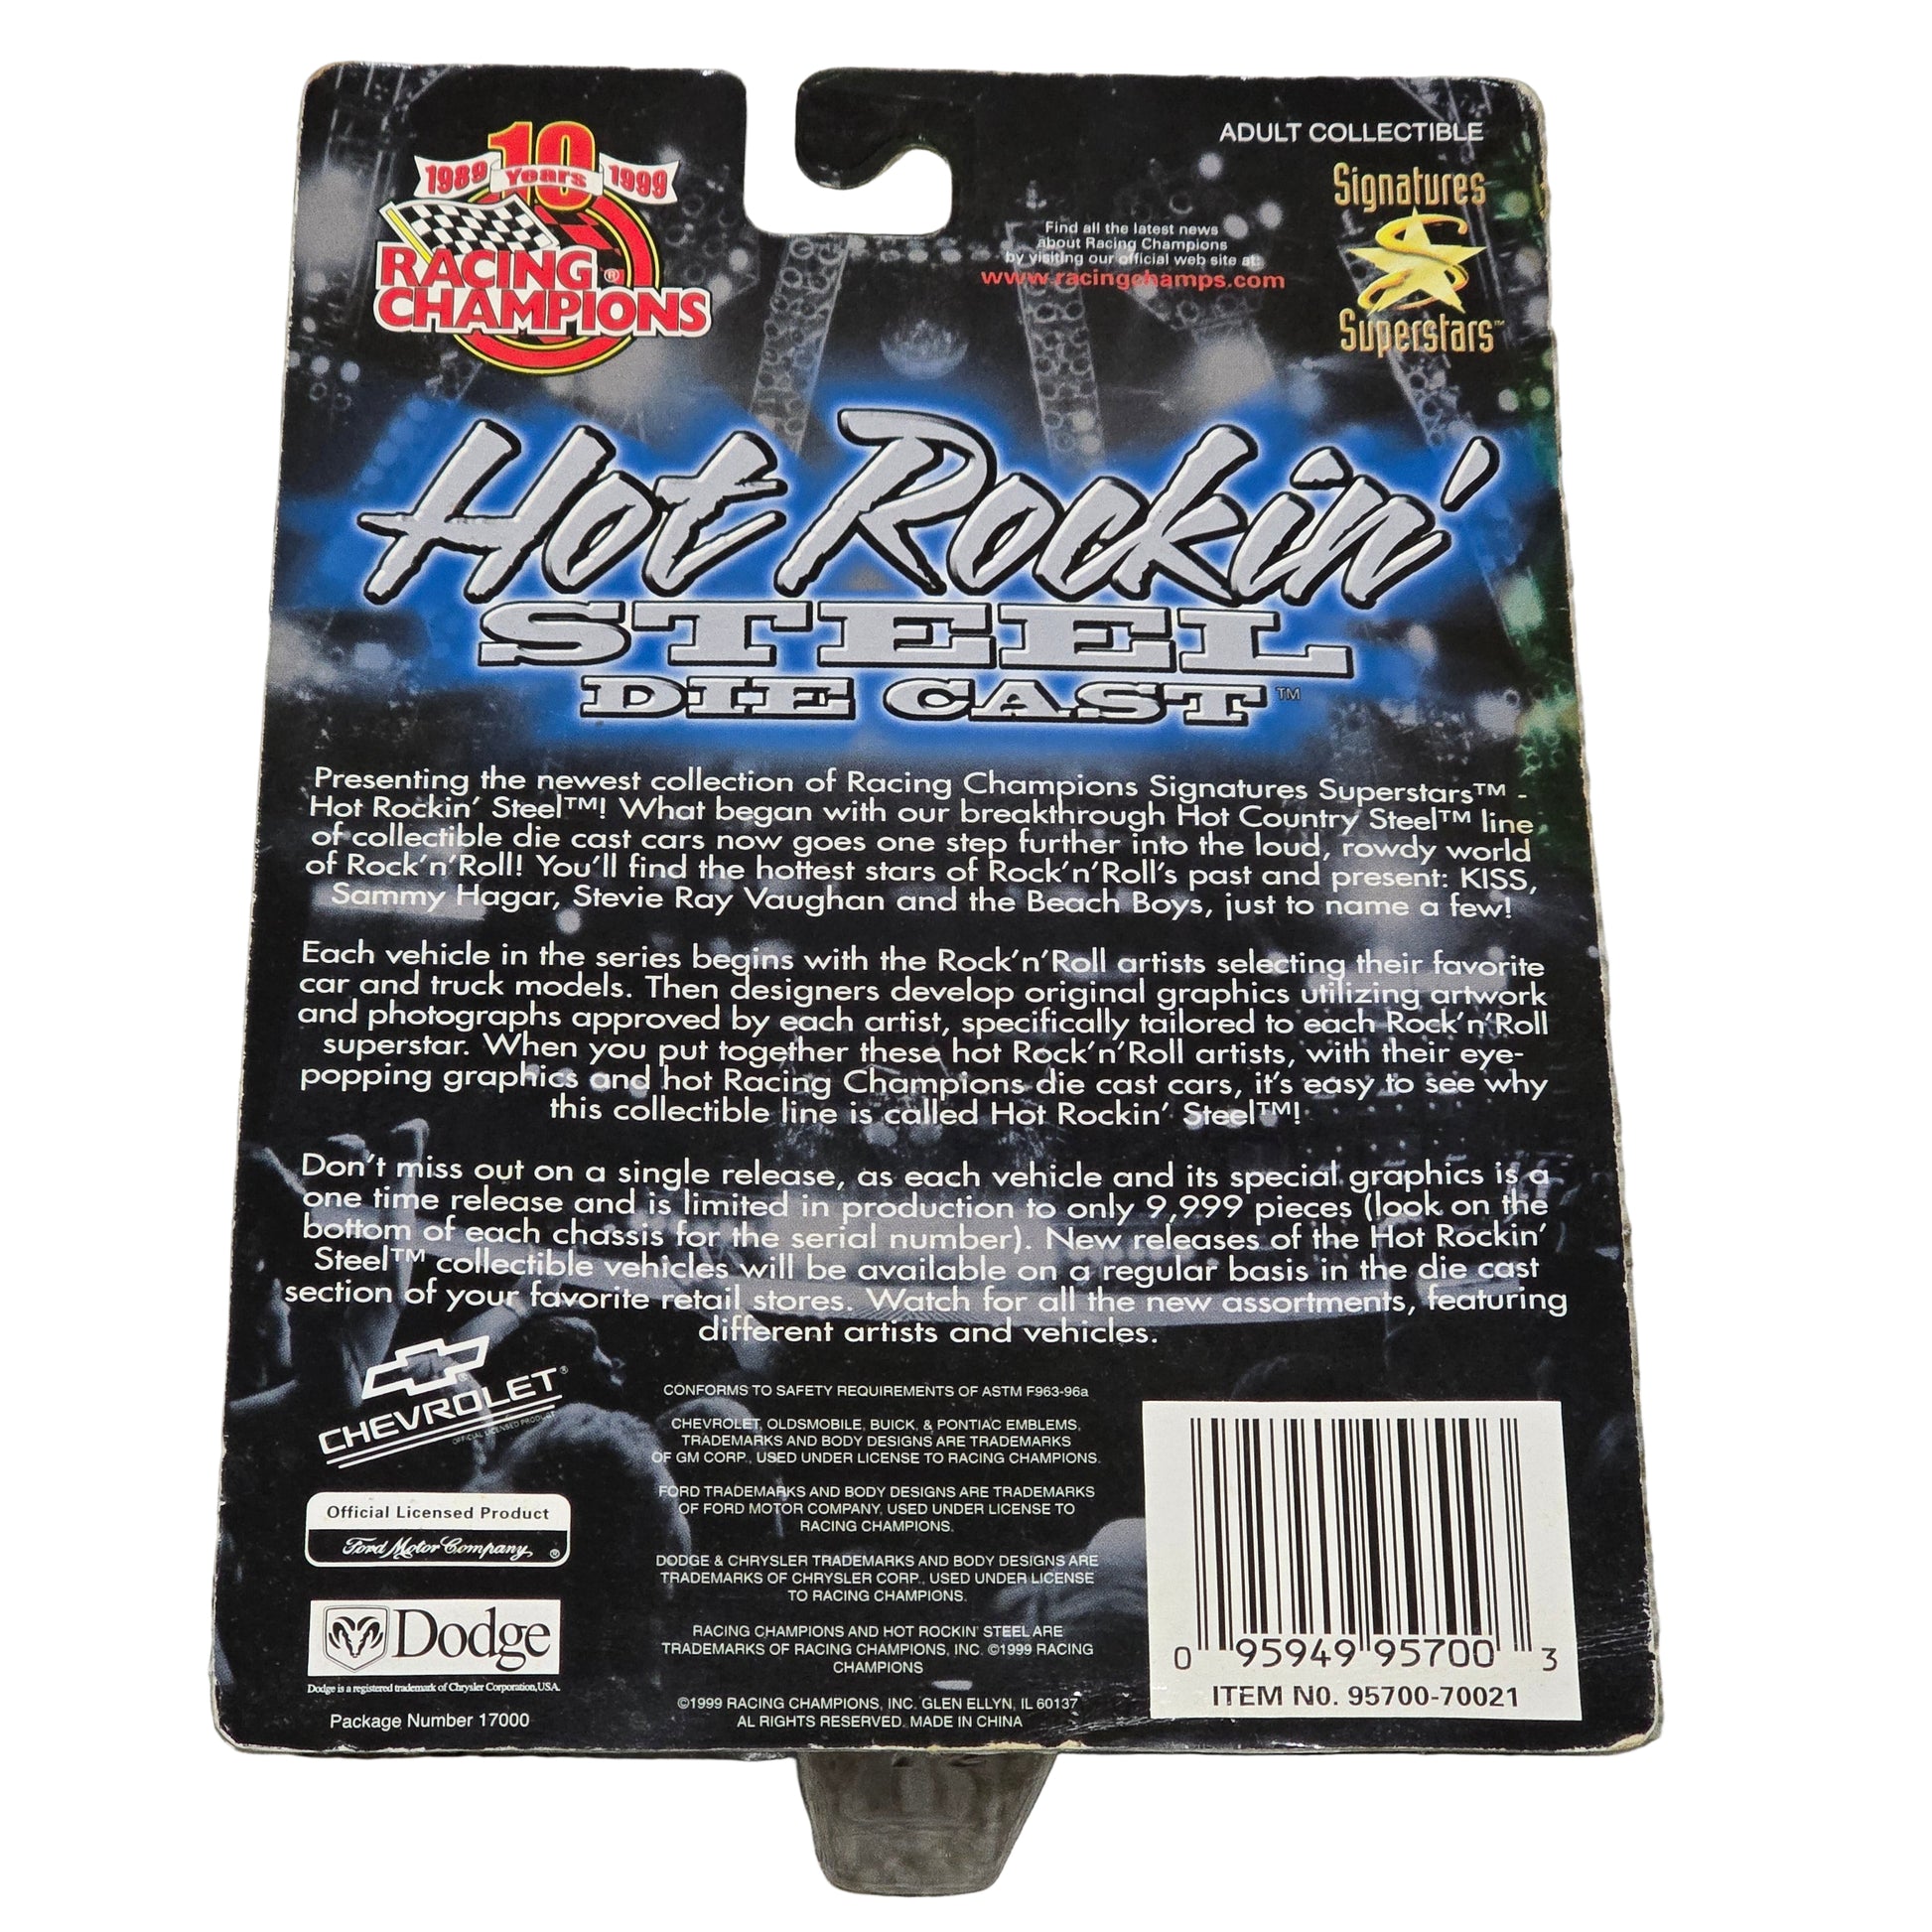 10
1989 Years 1999
RACING ®
CHAMPIONS
ADULT COLLECTIBLE
Signatures
S
Superstars™
Find all the latest news
about Racing Champions
by visiting our official web site at:
www.racingchamps.com
Hot Rockin'
STEEL
DIE CAST™
Presenting the newest collection of Racing Champions Signatures Superstars™ -
Hot Rockin' Steel™! What began with our breakthrough Hot Country Steel™ line
of collectible die cast cars now goes one step further into the loud, rowdy world
of Rock'n'Roll! You'll find the hottest stars of Rock'n'Roll's past and present: KISS,
Sammy Hagar, Stevie Ray Vaughan and the Beach Boys, just to name a few!
Each vehicle in the series begins with the Rock'n'Roll artists selecting their favorite
car and truck models. Then designers develop original graphics utilizing artwork
and photographs approved by each artist, specifically tailored to each Rock'n'Roll
superstar. When you put together these hot Rock'n'Roll artists, with their eye-
popping graphics and hot Racing Champions die cast cars, it's easy to see why
this collectible line is called Hot Rockin' Steel™!
Don't miss out on a single release, as each vehicle and its special graphics is a
one time release and is limited in production to only 9,999 pieces (look on the
bottom of each chassis for the serial number). New releases of the Hot Rockin'
Steel™ collectible vehicles will be available on a regular basis in the die cast
section of your favorite retail stores. Watch for all the new assortments, featuring
different artists and vehicles.
CHEVROLET®
OFFICIAL LICENSED PRODUCT
Official Licensed Product
Ford Motor Company ®
Dodge
Dodge is a registered trademark of Chrysler Corporation,USA.
Package Number 17000
CONFORMS TO SAFETY REQUIREMENTS OF ASTM F963-96a
CHEVROLET, OLDSMOBILE, BUICK, & PONTIAC EMBLEMS,
TRADEMARKS AND BODY DESIGNS ARE TRADEMARKS
OF GM CORP., USED UNDER LICENSE TO RACING CHAMPIONS.
FORD TRADEMARKS AND BODY DESIGNS ARE TRADEMARKS
OF FORD MOTOR COMPANY, USED UNDER LICENSE TO
RACING CHAMPIONS.
DODGE & CHRYSLER TRADEMARKS AND BODY DESIGNS ARE
TRADEMARKS OF CHRYSLER CORP., USED UNDER LICENSE
TO RACING CHAMPIONS.
RACING CHAMPIONS AND HOT ROCKIN' STEEL ARE
TRADEMARKS OF RACING CHAMPIONS, INC. ©1999 RACING
CHAMPIONS
©1999 RACING CHAMPIONS, INC. GLEN ELLYN, IL 60137
AL RIGHTS RESERVED. MADE IN CHINA
0 95949 95700 3
ITEM NO. 95700-70021